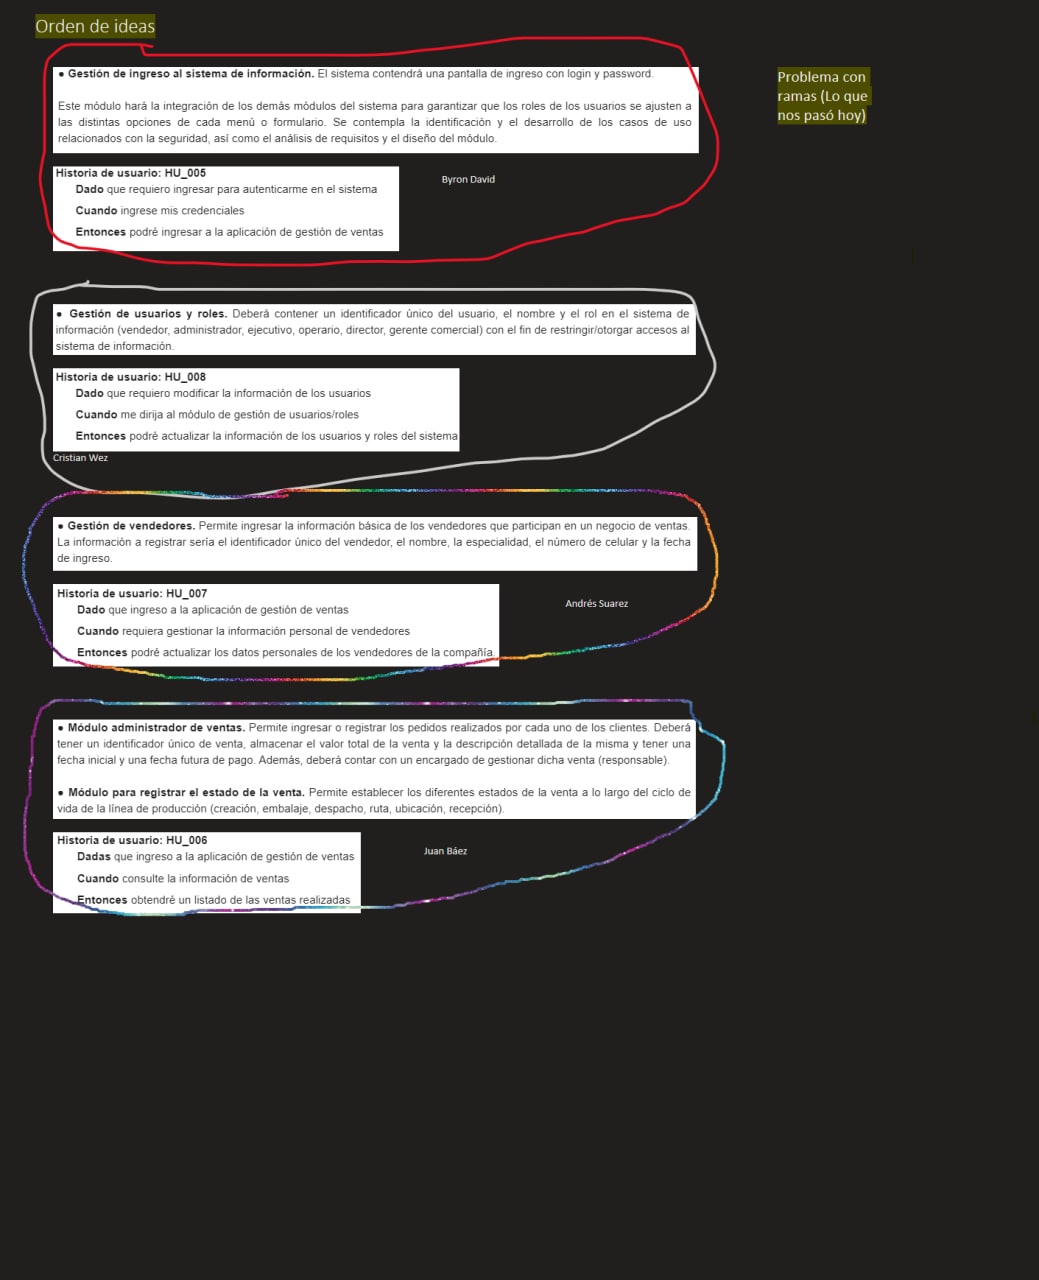 Orden de ideas
● Gestión de ingreso al sistema de información. El sistema contendrá una pantalla de ingreso con login y password.
Este módulo hará la integración de los demás módulos del sistema para garantizar que los roles de los usuarios se ajusten a
las distintas opciones de cada menú o formulario. Se contempla la identificación y el desarrollo de los casos de uso
relacionados con la seguridad, así como el análisis de requisitos y el diseño del módulo.
Problema con
ramas (Lo que
nos pasó hoy)
Historia de usuario: HU_005
Dado que requiero ingresar para autenticarme en el sistema
Cuando ingrese mis credenciales
Entonces podré ingresar a la aplicación de gestión de ventas
Byron David
● Gestión de usuarios y roles. Deberá contener un identificador único del usuario, el nombre y el rol en el sistema de
información (vendedor, administrador, ejecutivo, operario, director, gerente comercial) con el fin de restringir/otorgar accesos al
sistema de información.
Historia de usuario: HU_008
Dado que requiero modificar la información de los usuarios
Cuando me dirija al módulo de gestión de usuarios/roles
Entonces podré actualizar la información de los usuarios y roles del sistema
Cristian Wez
● Gestión de vendedores. Permite ingresar la información básica de los vendedores que participan en un negocio de ventas.
La información a registrar sería el identificador único del vendedor, el nombre, la especialidad, el número de celular y la fecha
de ingreso.
Historia de usuario: HU_007
Dado que ingreso a la aplicación de gestión de ventas
Cuando requiera gestionar la información personal de vendedores
Entonces podré actualizar los datos personales de los vendedores de la compañía.
Andrés Suarez
● Módulo administrador de ventas. Permite ingresar o registrar los pedidos realizados por cada uno de los clientes. Deberá
tener un identificador único de venta, almacenar el valor total de la venta y la descripción detallada de la misma y tener una
fecha inicial y una fecha futura de pago. Además, deberá contar con un encargado de gestionar dicha venta (responsable).
● Módulo para registrar el estado de la venta. Permite establecer los diferentes estados de la venta a lo largo del ciclo de
vida de la línea de producción (creación, embalaje, despacho, ruta, ubicación, recepción).
Historia de usuario: HU_006
Dadas que ingreso a la aplicación de gestión de ventas
Cuando consulte la información de ventas
Entonces obtendré un listado de las ventas realizadas
Juan Báez